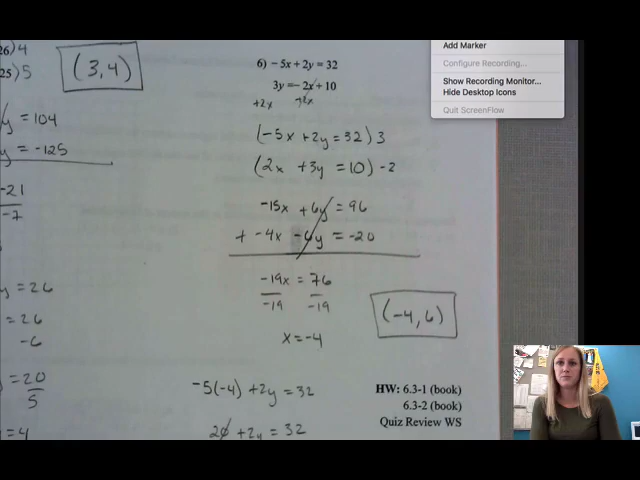 26) 4
25) 5
(3,4)
y = 104
y = -125
-21
-7
y = 26
= 26
-6
= 20
5
y = 4
6) -5x + 2y = 32
3y = -2x + 10
+2x +2x
(-5x + 2y = 32) 3
(2x + 3y = 10) -2
-15x + 6y = 96
+ -4x - 6y = -20
-19x = 76
-19 -19
x = -4
(-4, 6)
-5(-4) + 2y = 32
20 + 2y = 32
HW: 6.3-1 (book)
6.3-2 (book)
Quiz Review WS
Add Marker
Configure Recording...
Show Recording Monitor...
Hide Desktop Icons
Quit ScreenFlow